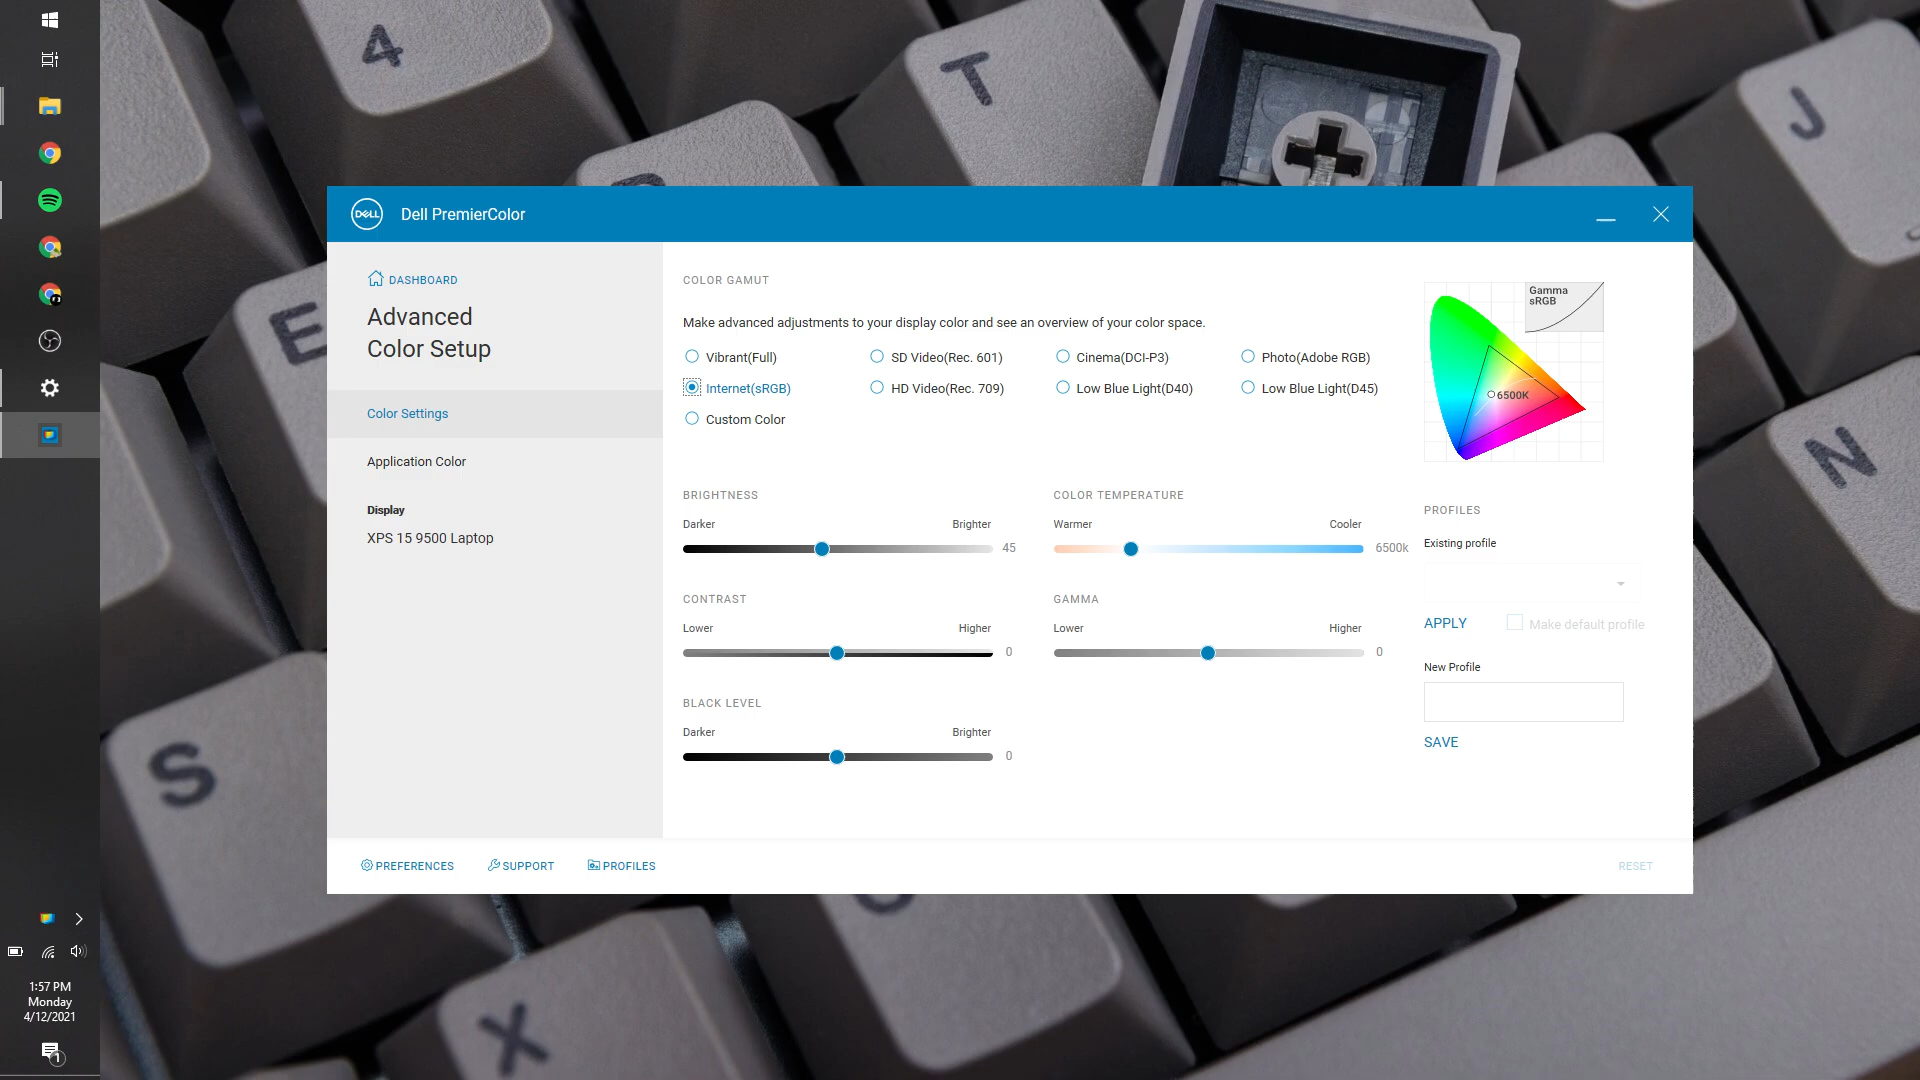 4
T
J
E
N
S
X
DELL
Dell PremierColor
DASHBOARD
Advanced
Color Setup
Color Settings
Application Color
Display
XPS 15 9500 Laptop
COLOR GAMUT
Make advanced adjustments to your display color and see an overview of your color space.
Vibrant(Full)
SD Video(Rec. 601)
Cinema(DCI-P3)
Photo(Adobe RGB)
Internet(sRGB)
HD Video(Rec. 709)
Low Blue Light(D40)
Low Blue Light(D45)
Custom Color
Gamma
sRGB
6500K
BRIGHTNESS
Darker
Brighter
45
COLOR TEMPERATURE
Warmer
Cooler
6500k
CONTRAST
Lower
Higher
0
GAMMA
Lower
Higher
0
BLACK LEVEL
Darker
Brighter
0
PROFILES
Existing profile
APPLY
Make default profile
New Profile
SAVE
PREFERENCES
SUPPORT
PROFILES
RESET
1:57 PM
Monday
4/12/2021
1